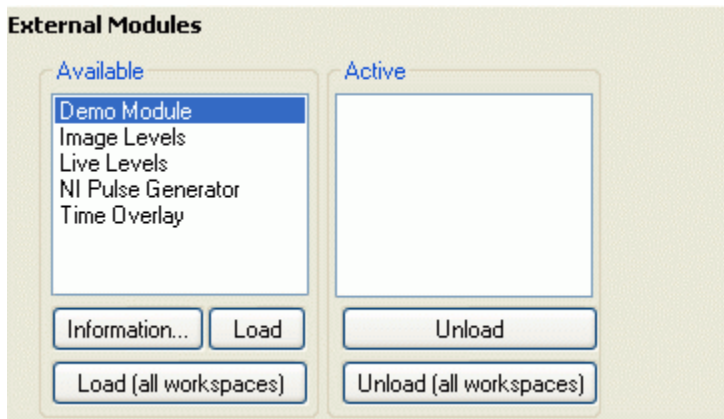 External Modules
Available
Demo Module
Image Levels
Live Levels
NI Pulse Generator
Time Overlay
Information...
Load
Load (all workspaces)
Active
Unload
Unload (all workspaces)